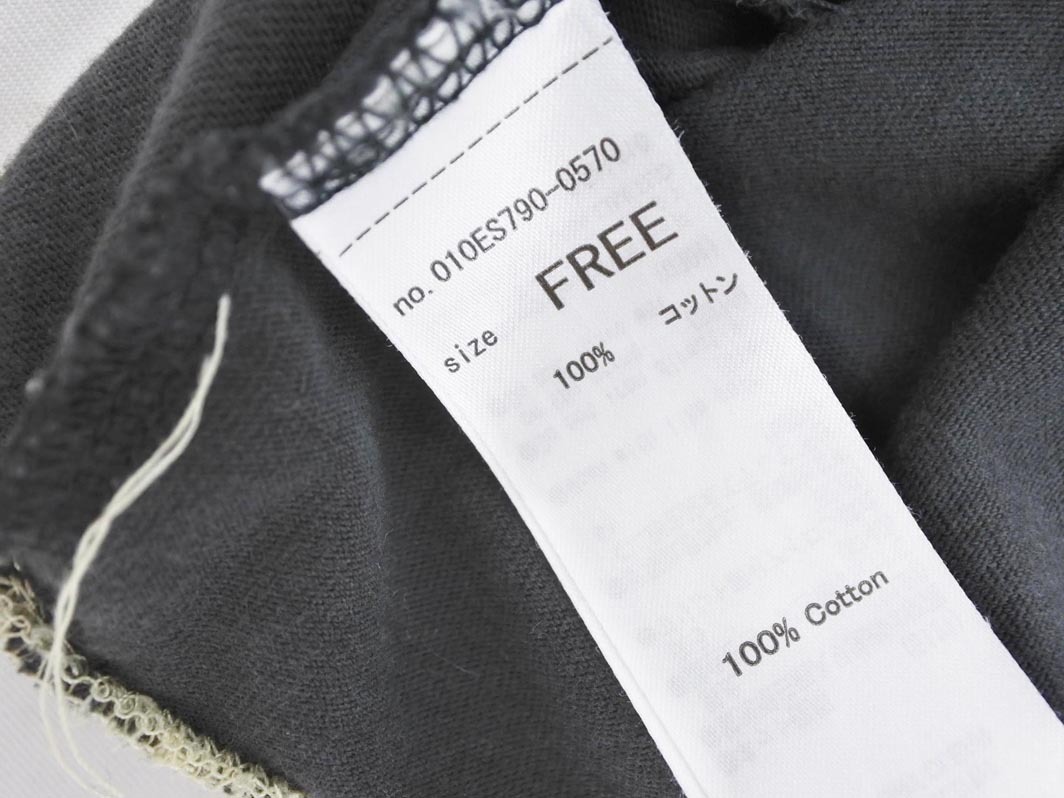 no. 010ES790-0570
size FREE
100% コットン
100% Cotton